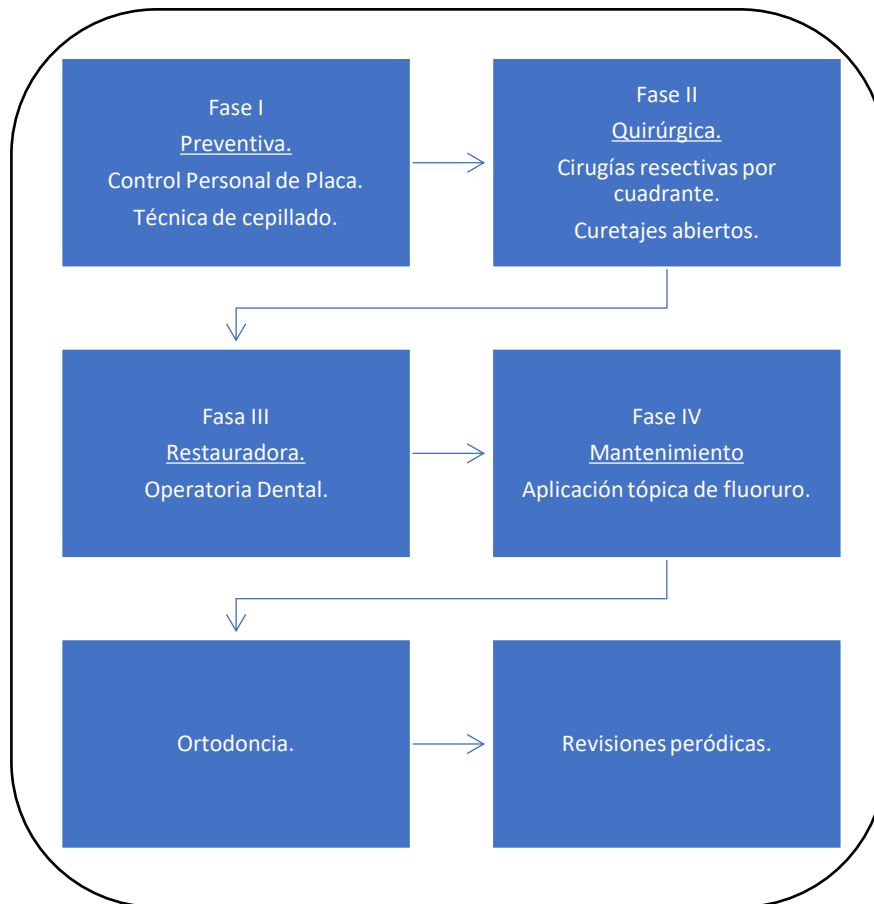 Fase I
Preventiva.
Control Personal de Placa.
Técnica de cepillado.
Fase II
Quirúrgica.
Cirugías resectivas por
cuadrante.
Curetajes abiertos.
Fasa III
Restauradora.
Operatoria Dental.
Fase IV
Mantenimiento
Aplicación tópica de fluoruro.
Ortodoncia.
Revisiones peródicas.